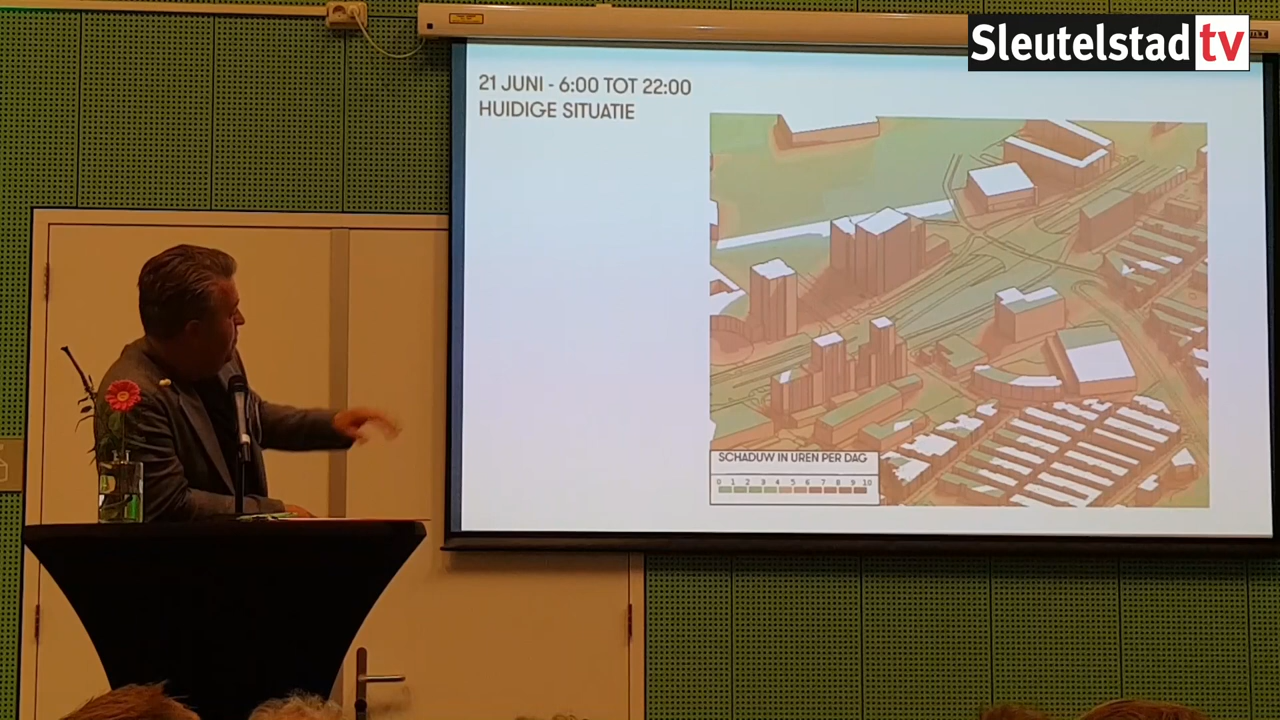 Sleutelstad tv
21 JUNI - 6:00 TOT 22:00
HUIDIGE SITUATIE
SCHADUW IN UREN PER DAG
0 1 2 3 4 5 6 7 8 9 10